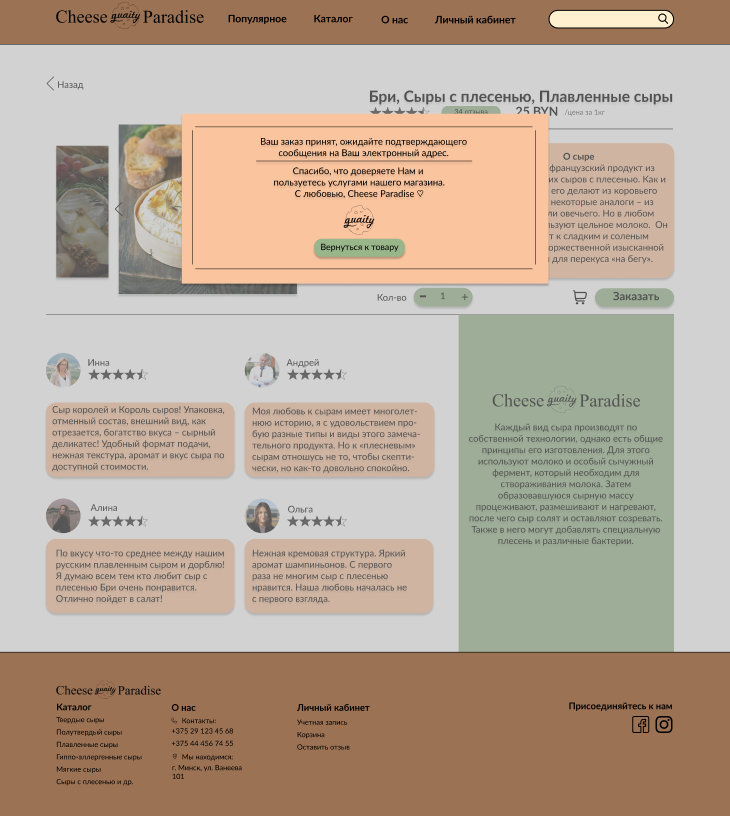 Cheese guaity Paradise
Популярное
Каталог
О нас
Личный кабинет
Назад
Бри, Сыры с плесенью, Плавленные сыры
34 отзыва
25 BYN
/цена за 1кг
Ваш заказ принят, ожидайте подтверждающего
сообщения на Ваш электронный адрес.
Спасибо, что доверяете Нам и
пользуетесь услугами нашего магазина.
С любовью, Cheese Paradise ♡
guaity
Вернуться к товару
О сыре
французский продукт из
их сыров с плесенью. Как и
его делают из коровьего
некоторые аналоги – из
ли овечьего. Но в любом
льзуют цельное молоко. Он
т к сладким и соленым
оржественной изысканной
для перекуса «на бегу».
Кол-во
1
Заказать
Инна
Сыр королей и Король сыров! Упаковка,
отменный состав, внешний вид, как
отрезается, богатство вкуса – сырный
деликатес! Удобный формат подачи,
нежная текстура, аромат и вкус сыра по
доступной стоимости.
Андрей
Моя любовь к сырам имеет многолет-
нюю историю, я с удовольствием про-
бую разные типы и виды этого замеча-
тельного продукта. Но к «плесневым»
сырам отношусь не то, чтобы скепти-
чески, но как-то довольно спокойно.
Алина
По вкусу что-то среднее между нашим
русским плавленным сыром и дорблю!
Я думаю всем тем кто любит сыр с
плесенью Бри очень понравится.
Отлично пойдет в салат!
Ольга
Нежная кремовая структура. Яркий
аромат шампиньонов. С первого
раза не многим сыр с плесенью
нравится. Наша любовь началась не
с первого взгляда.
Cheese guaity Paradise
Каждый вид сыра производят по
собственной технологии, однако есть общие
принципы его изготовления. Для этого
используют молоко и особый сычужный
фермент, который необходим для
створаживания молока. Затем
образовавшуюся сырную массу
процеживают, размешивают и нагревают,
после чего сыр солят и оставляют созревать.
Также в него могут добавлять специальную
плесень и различные бактерии.
Cheese guaity Paradise
Каталог
Твердые сыры
Полутвердый сыры
Плавленные сыры
Гиппо-аллергенные сыры
Мягкие сыры
Сыры с плесенью и др.
О нас
Контакты:
+375 29 123 45 68
+375 44 456 74 55
Мы находимся:
г. Минск, ул. Ванеева
101
Личный кабинет
Учетная запись
Корзина
Оставить отзыв
Присоединяйтесь к нам